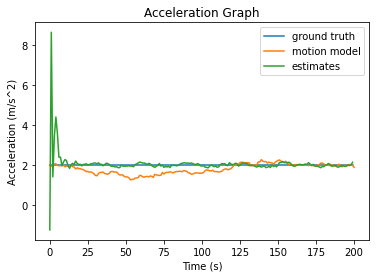 Acceleration Graph
ground truth
motion model
estimates
8
6
4
2
0
Acceleration (m/s^2)
0 25 50 75 100 125 150 175 200
Time (s)